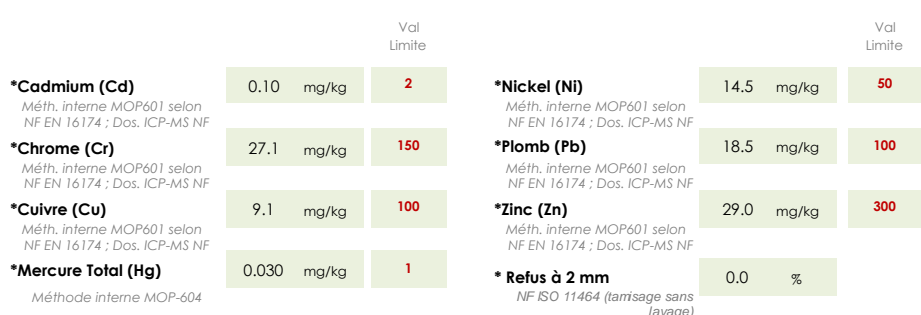 Val
Limite
*Cadmium (Cd) 0.10 mg/kg 2
Méth. interne MOP601 selon
NF EN 16174 ; Dos. ICP-MS NF
*Chrome (Cr) 27.1 mg/kg 150
Méth. interne MOP601 selon
NF EN 16174 ; Dos. ICP-MS NF
*Cuivre (Cu) 9.1 mg/kg 100
Méth. interne MOP601 selon
NF EN 16174 ; Dos. ICP-MS NF
*Mercure Total (Hg) 0.030 mg/kg 1
Méthode interne MOP-604
Val
Limite
*Nickel (Ni) 14.5 mg/kg 50
Méth. interne MOP601 selon
NF EN 16174 ; Dos. ICP-MS NF
*Plomb (Pb) 18.5 mg/kg 100
Méth. interne MOP601 selon
NF EN 16174 ; Dos. ICP-MS NF
*Zinc (Zn) 29.0 mg/kg 300
Méth. interne MOP601 selon
NF EN 16174 ; Dos. ICP-MS NF
* Refus à 2 mm 0.0 %
NF ISO 11464 (tamisage sans
lavage)